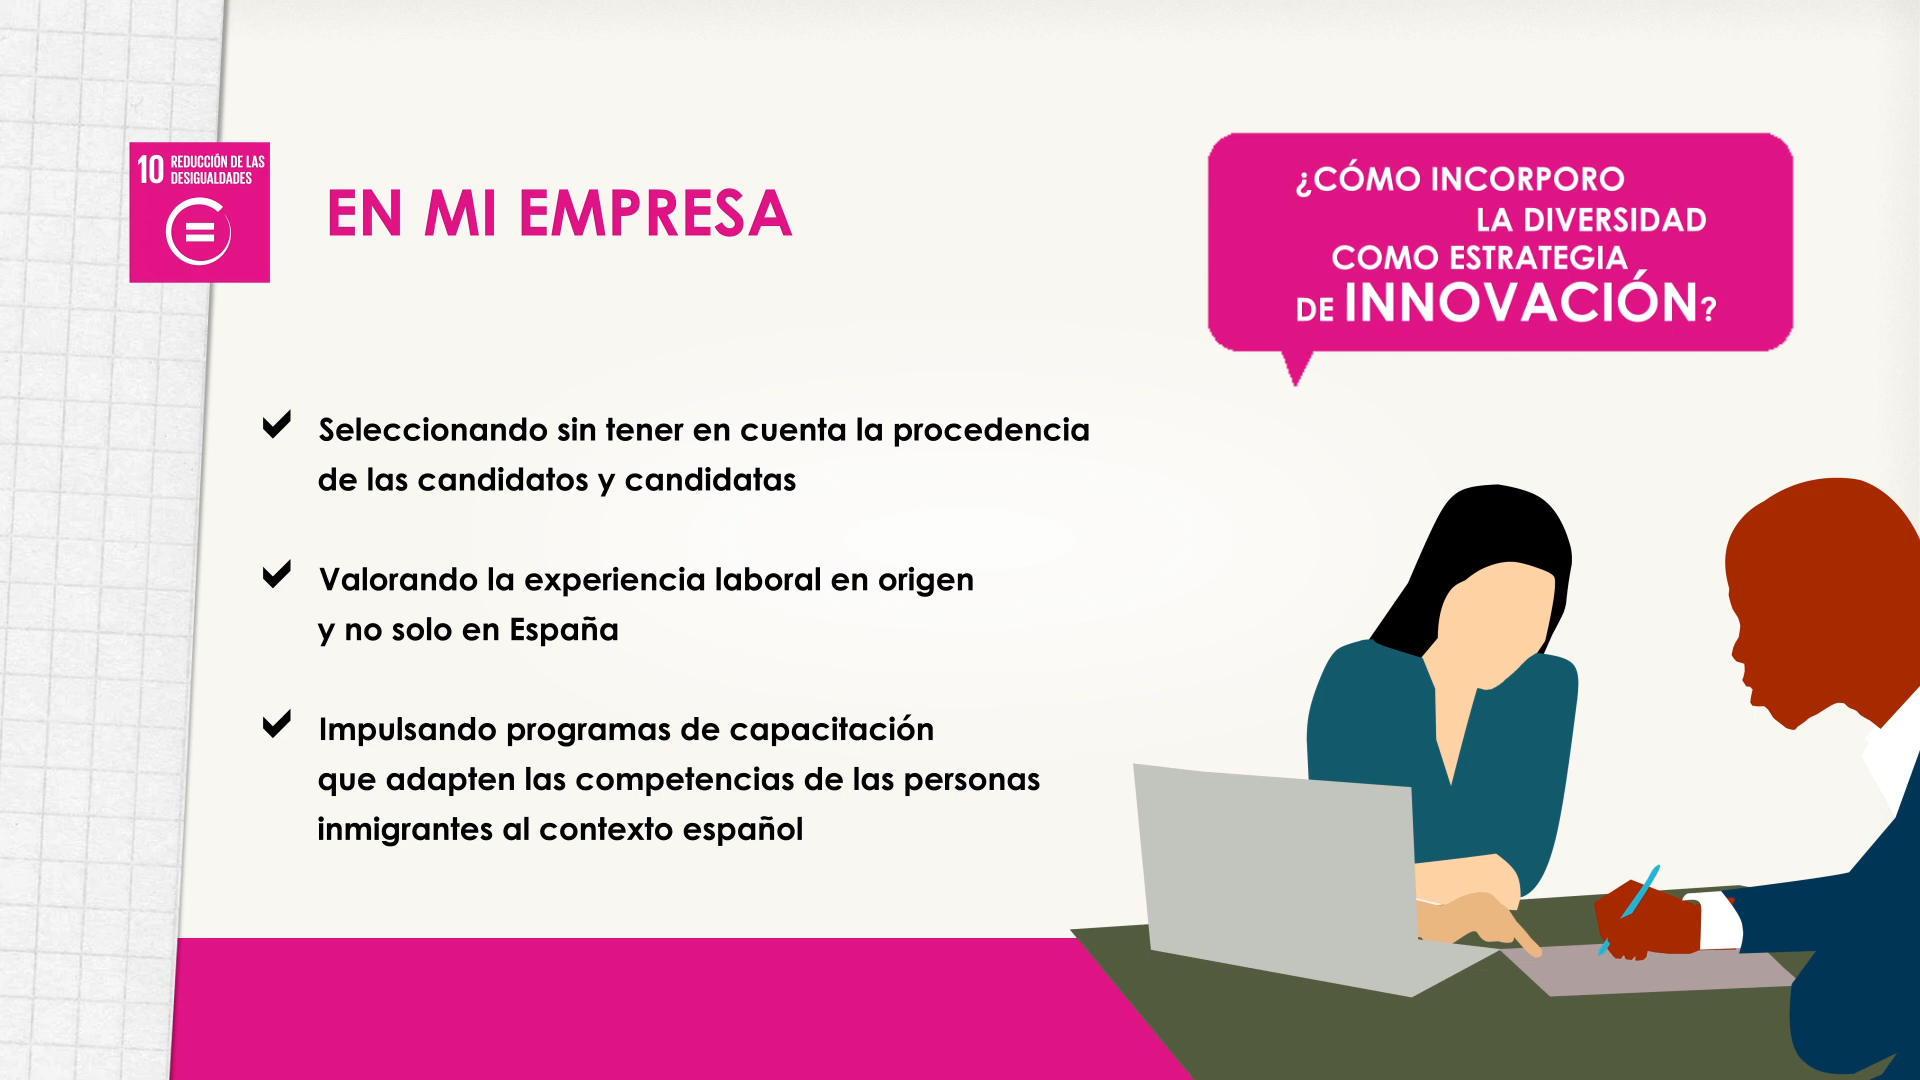 10 REDUCCIÓN DE LAS
DESIGUALDADES
EN MI EMPRESA
¿CÓMO INCORPORO
LA DIVERSIDAD
COMO ESTRATEGIA
DE INNOVACIÓN?
Seleccionando sin tener en cuenta la procedencia
de las candidatos y candidatas
Valorando la experiencia laboral en origen
y no solo en España
Impulsando programas de capacitación
que adapten las competencias de las personas
inmigrantes al contexto español